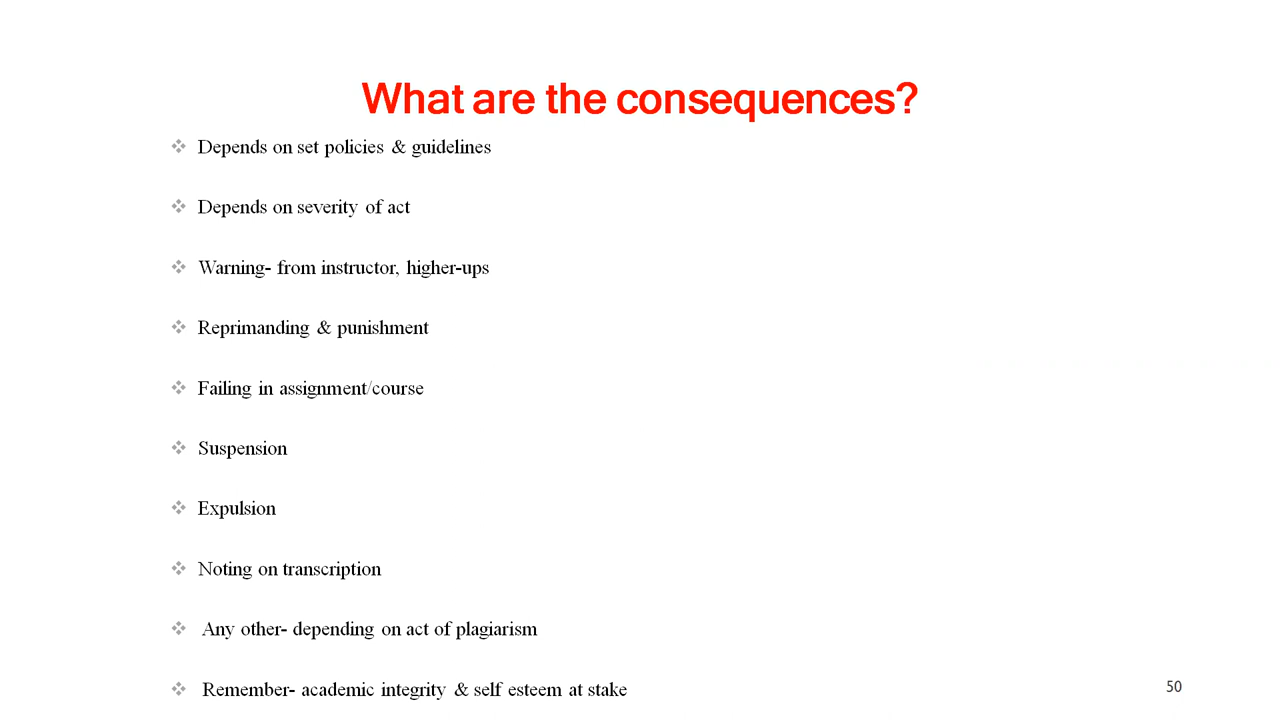 What are the consequences?
❖ Depends on set policies & guidelines
❖ Depends on severity of act
❖ Warning- from instructor, higher-ups
❖ Reprimanding & punishment
❖ Failing in assignment/course
❖ Suspension
❖ Expulsion
❖ Noting on transcription
❖ Any other- depending on act of plagiarism
❖ Remember- academic integrity & self esteem at stake
50